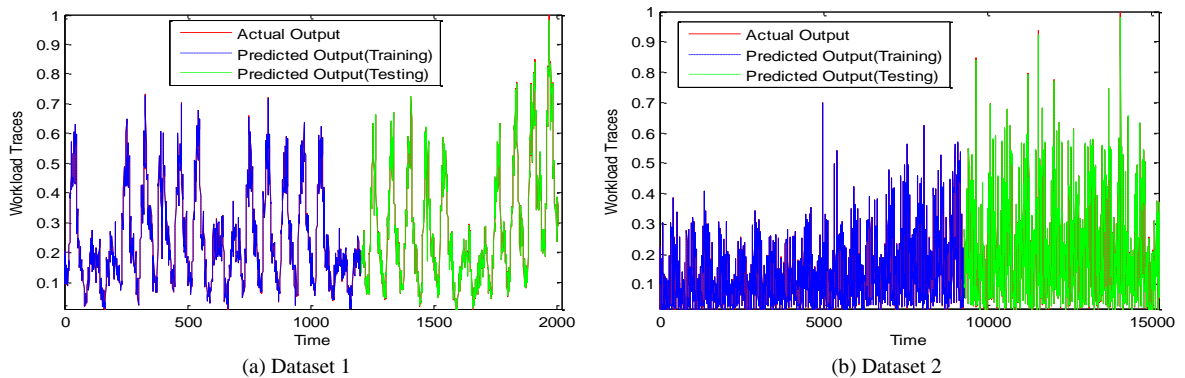 Actual Output
Predicted Output(Training)
Predicted Output(Testing)
1
0.9
0.8
0.7
0.6
0.5
0.4
0.3
0.2
0.1
Workload Traces
0
500
1000
1500
2000
Time
(a) Dataset 1
Actual Output
Predicted Output(Training)
Predicted Output(Testing)
1
0.9
0.8
0.7
0.6
0.5
0.4
0.3
0.2
0.1
Workload Traces
0
5000
10000
15000
Time
(b) Dataset 2